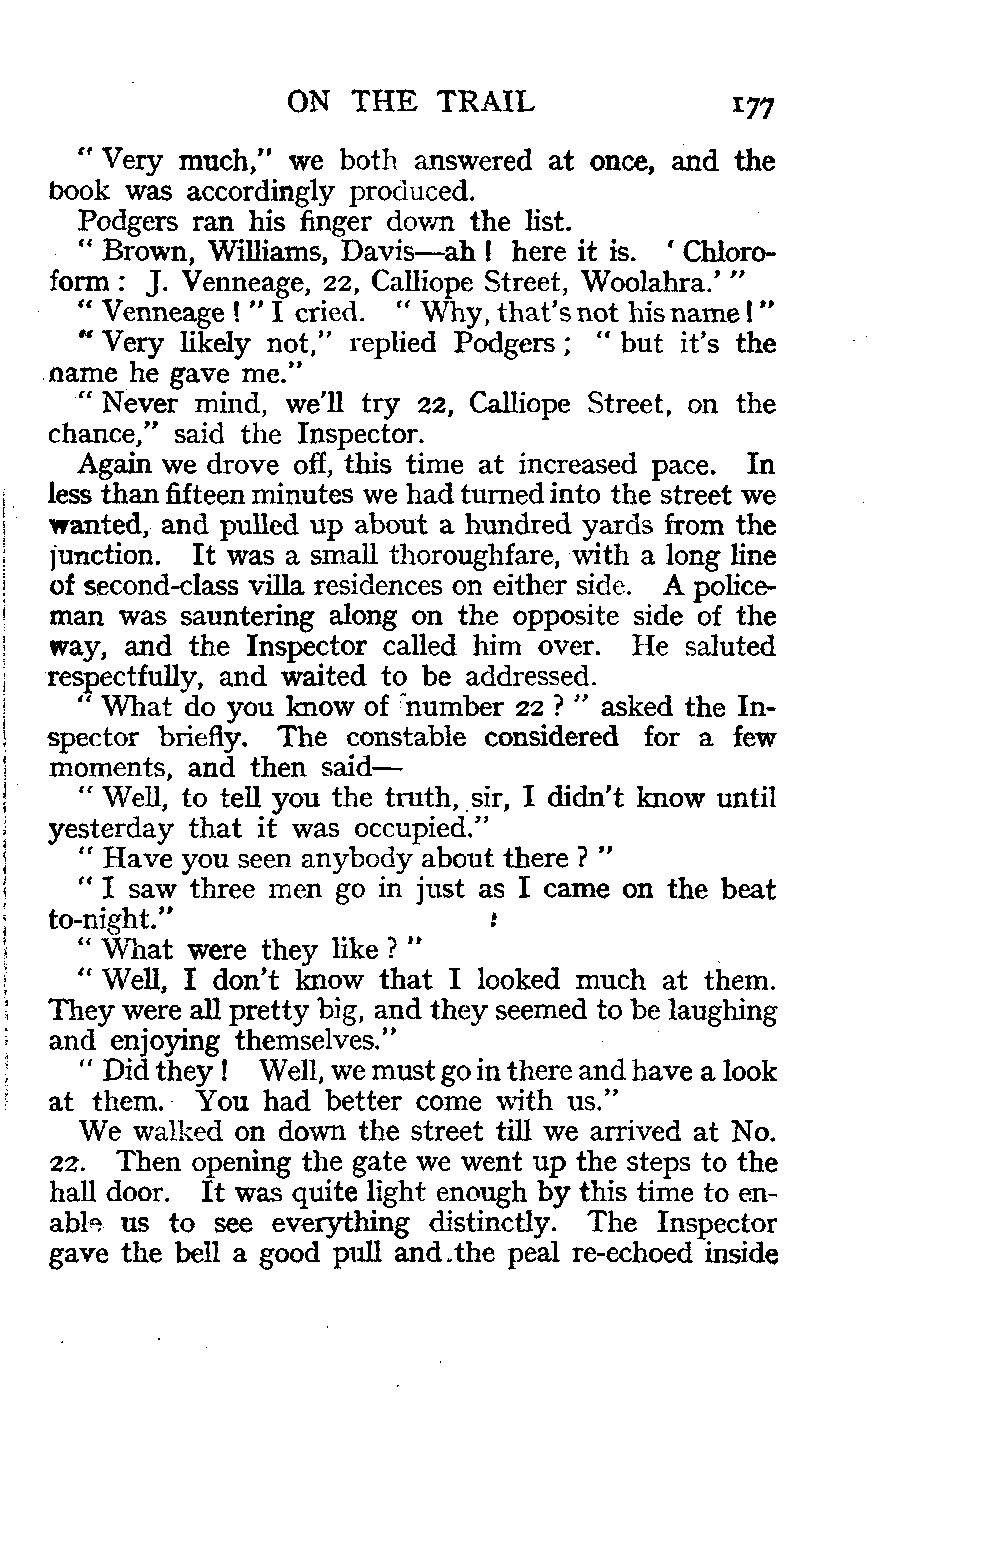 ON THE TRAIL 177
“ Very much,” we both answered at once, and the
book was accordingly produced.
Podgers ran his finger down the list.
“ Brown, Williams, Davis—ah ! here it is. ‘ Chloro-
form : J. Venneage, 22, Calliope Street, Woolahra.’ ”
“ Venneage ! ” I cried. “ Why, that’s not his name ! ”
“ Very likely not,” replied Podgers ; “ but it’s the
name he gave me.”
“ Never mind, we’ll try 22, Calliope Street, on the
chance,” said the Inspector.
Again we drove off, this time at increased pace. In
less than fifteen minutes we had turned into the street we
wanted, and pulled up about a hundred yards from the
junction. It was a small thoroughfare, with a long line
of second-class villa residences on either side. A police-
man was sauntering along on the opposite side of the
way, and the Inspector called him over. He saluted
respectfully, and waited to be addressed.
“ What do you know of number 22 ? ” asked the In-
spector briefly. The constable considered for a few
moments, and then said—
“ Well, to tell you the truth, sir, I didn’t know until
yesterday that it was occupied.”
“ Have you seen anybody about there ? ”
“ I saw three men go in just as I came on the beat
to-night.”
“ What were they like ? ”
“ Well, I don’t know that I looked much at them.
They were all pretty big, and they seemed to be laughing
and enjoying themselves.”
“ Did they ! Well, we must go in there and have a look
at them. You had better come with us.”
We walked on down the street till we arrived at No.
22. Then opening the gate we went up the steps to the
hall door. It was quite light enough by this time to en-
able us to see everything distinctly. The Inspector
gave the bell a good pull and the peal re-echoed inside